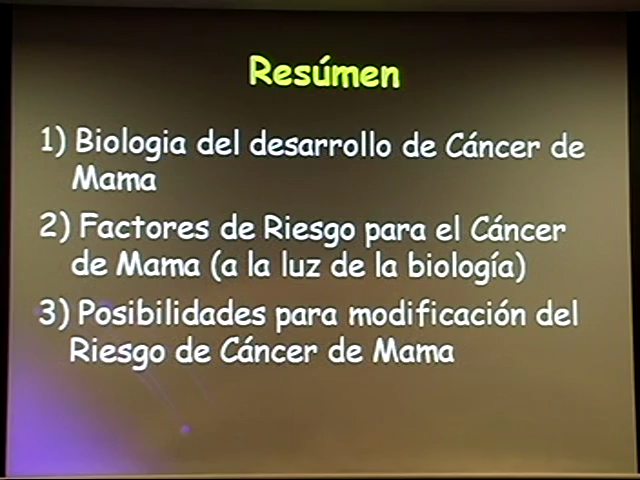 Resúmen
1) Biologia del desarrollo de Cáncer de
Mama
2) Factores de Riesgo para el Cáncer
de Mama (a la luz de la biología)
3) Posibilidades para modificación del
Riesgo de Cáncer de Mama